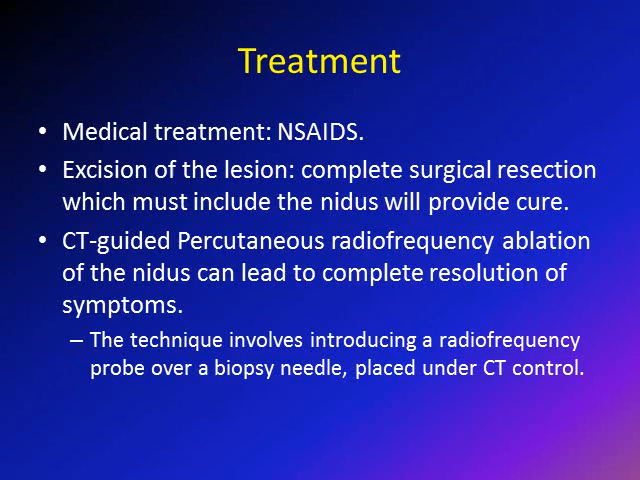 Treatment
• Medical treatment: NSAIDS.
• Excision of the lesion: complete surgical resection
which must include the nidus will provide cure.
• CT-guided Percutaneous radiofrequency ablation
of the nidus can lead to complete resolution of
symptoms.
– The technique involves introducing a radiofrequency
probe over a biopsy needle, placed under CT control.